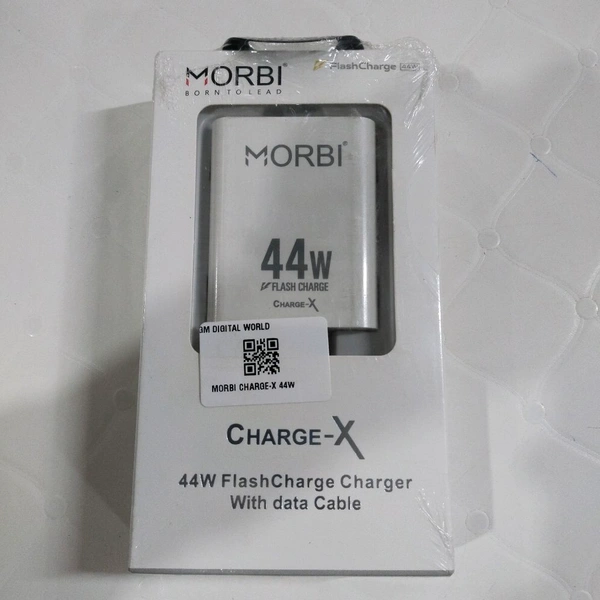 MORBI®
BORN TO LEAD
FlashCharge 44W
MORBI®
44W
FLASH CHARGE
CHARGE-X
GM DIGITAL WORLD
MORBI CHARGE-X 44W
CHARGE-X
44W FlashCharge Charger
With data Cable